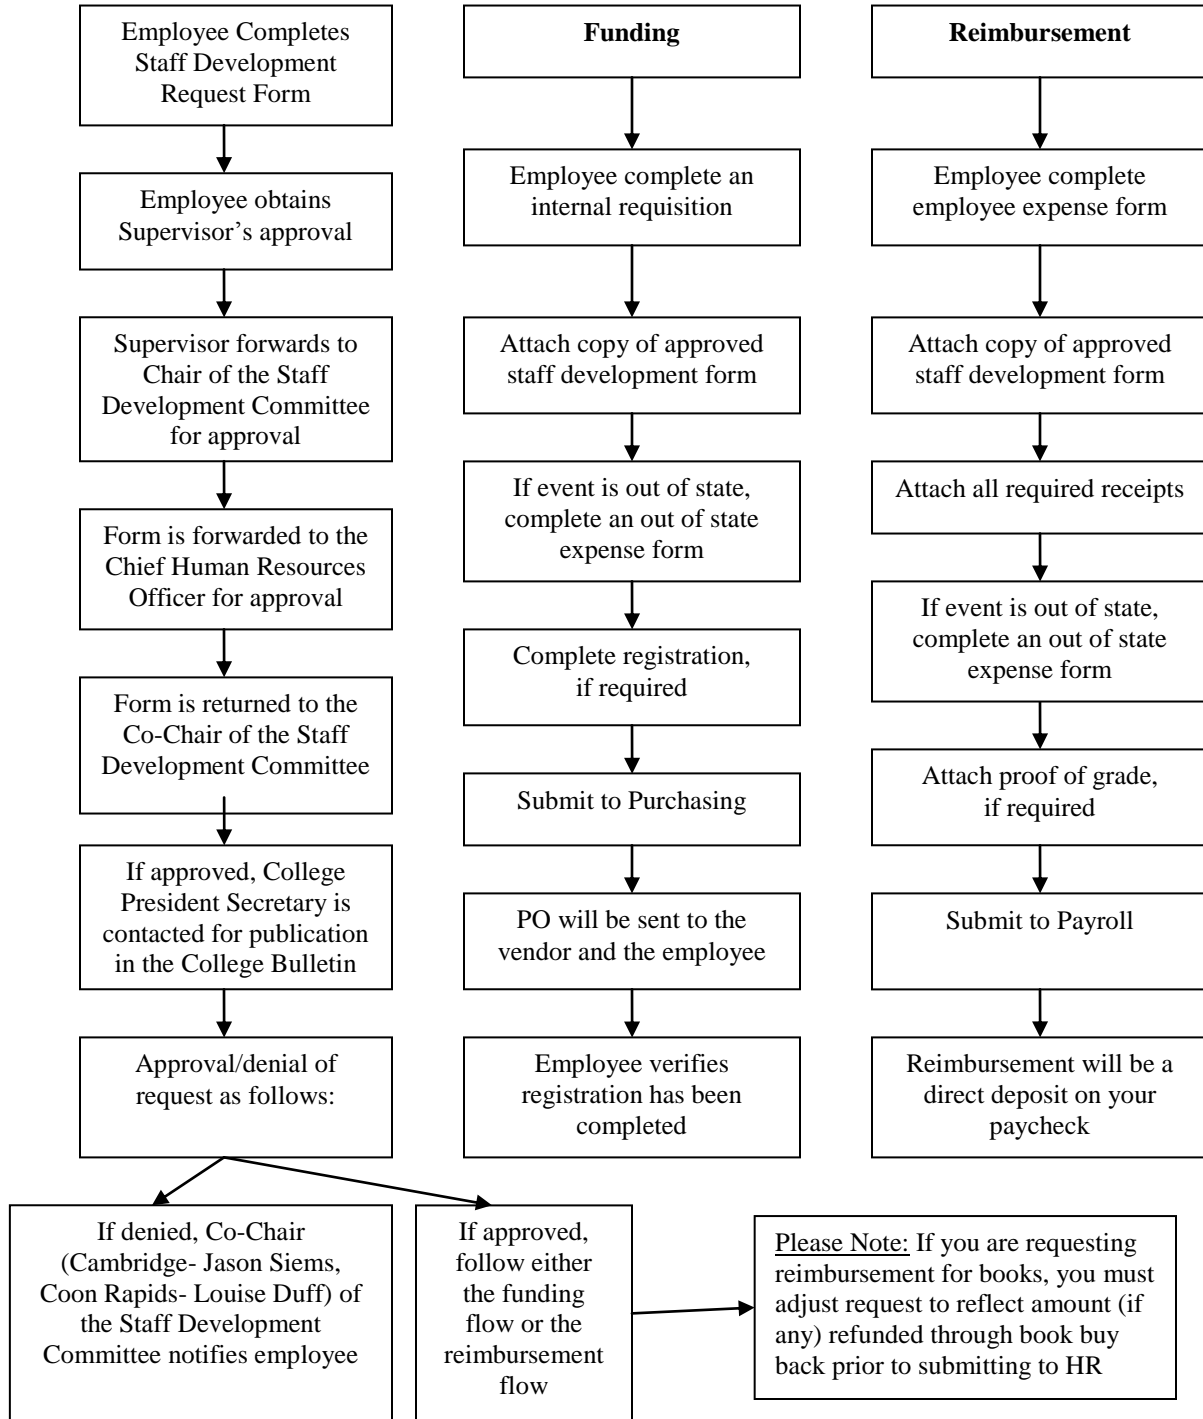 Employee Completes
Staff Development
Request Form
Employee obtains
Supervisor’s approval
Supervisor forwards to
Chair of the Staff
Development Committee
for approval
Form is forwarded to the
Chief Human Resources
Officer for approval
Form is returned to the
Co-Chair of the Staff
Development Committee
If approved, College
President Secretary is
contacted for publication
in the College Bulletin
Approval/denial of
request as follows:
If denied, Co-Chair
(Cambridge- Jason Siems,
Coon Rapids- Louise Duff) of
the Staff Development
Committee notifies employee
If approved,
follow either
the funding
flow or the
reimbursement
flow
Please Note: If you are requesting
reimbursement for books, you must
adjust request to reflect amount (if
any) refunded through book buy
back prior to submitting to HR
Funding
Employee complete an
internal requisition
Attach copy of approved
staff development form
If event is out of state,
complete an out of state
expense form
Complete registration,
if required
Submit to Purchasing
PO will be sent to the
vendor and the employee
Employee verifies
registration has been
completed
Reimbursement
Employee complete
employee expense form
Attach copy of approved
staff development form
Attach all required receipts
If event is out of state,
complete an out of state
expense form
Attach proof of grade,
if required
Submit to Payroll
Reimbursement will be a
direct deposit on your
paycheck